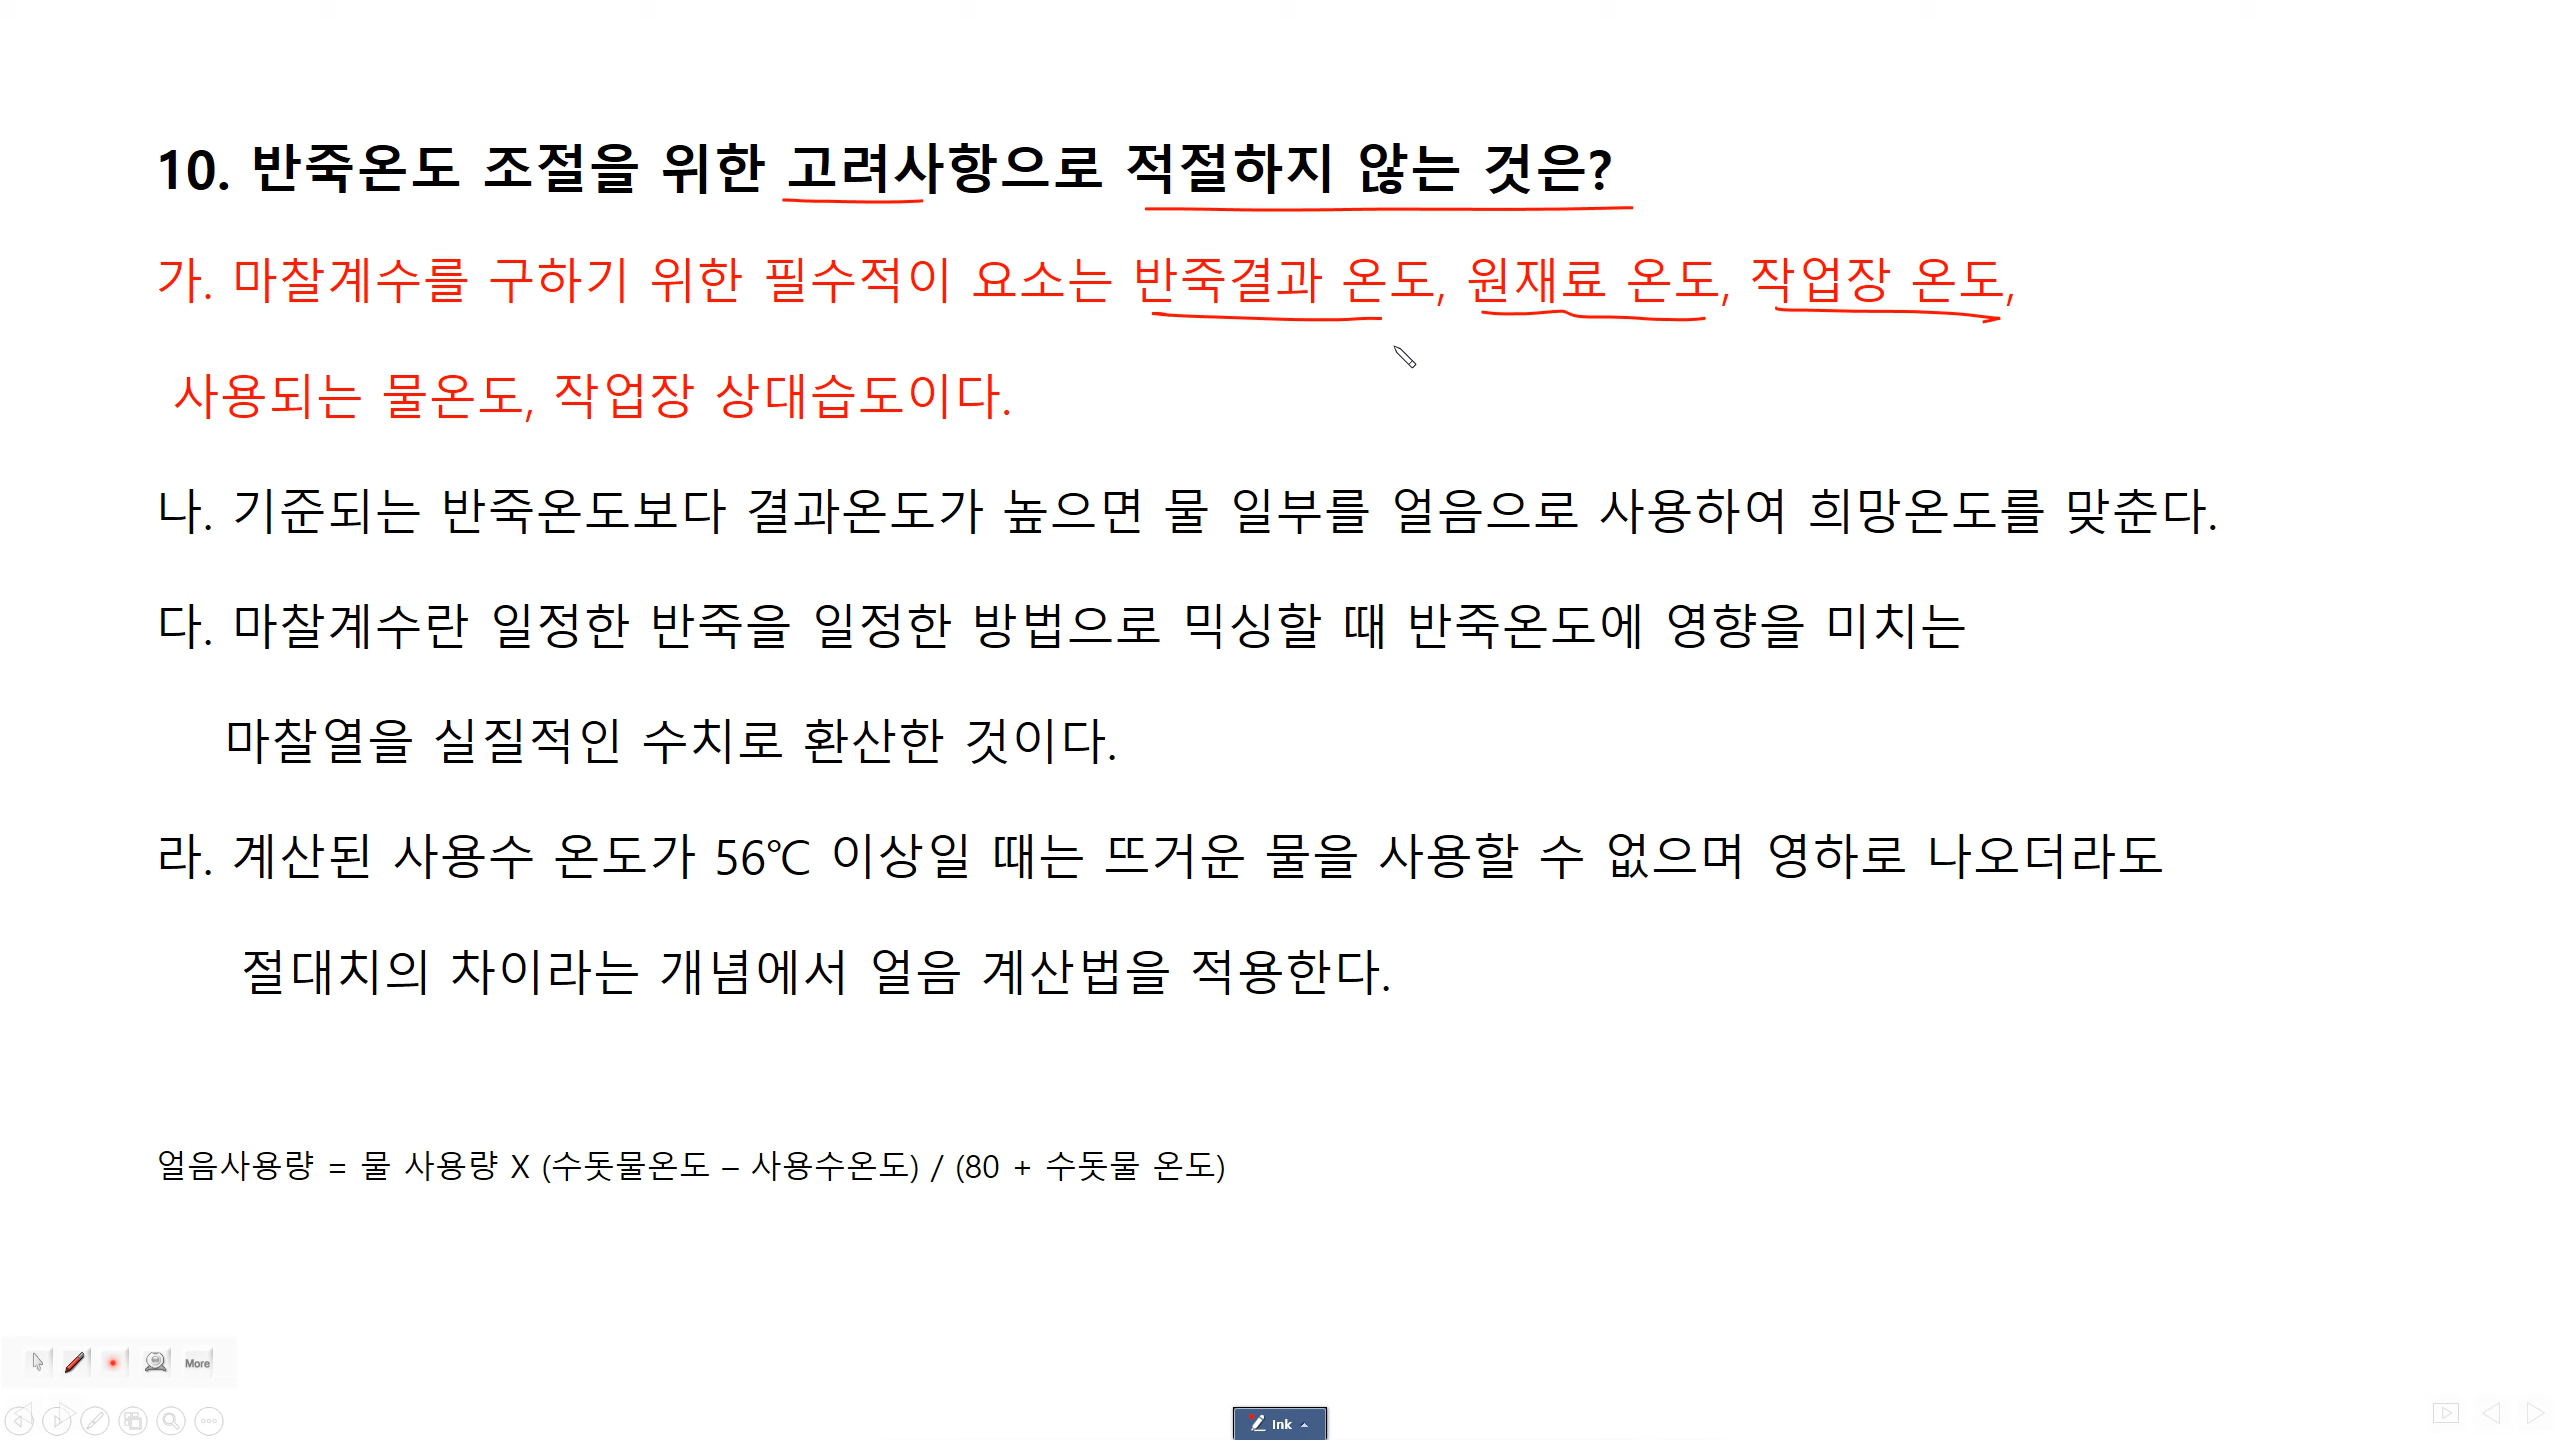 10. 반죽온도 조절을 위한 고려사항으로 적절하지 않는 것은?
가. 마찰계수를 구하기 위한 필수적이 요소는 반죽결과 온도, 원재료 온도, 작업장 온도,
사용되는 물온도, 작업장 상대습도이다.
나. 기준되는 반죽온도보다 결과온도가 높으면 물 일부를 얼음으로 사용하여 희망온도를 맞춘다.
다. 마찰계수란 일정한 반죽을 일정한 방법으로 믹싱할 때 반죽온도에 영향을 미치는
마찰열을 실질적인 수치로 환산한 것이다.
라. 계산된 사용수 온도가 56℃ 이상일 때는 뜨거운 물을 사용할 수 없으며 영하로 나오더라도
절대치의 차이라는 개념에서 얼음 계산법을 적용한다.
얼음사용량 = 물 사용량 X (수돗물온도 – 사용수온도) / (80 + 수돗물 온도)
More
Ink